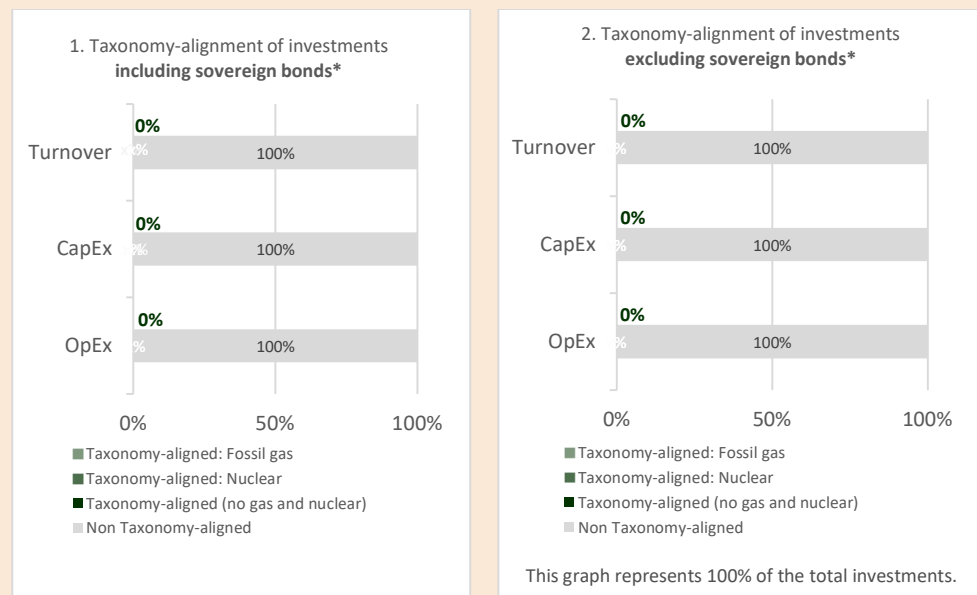 1. Taxonomy-alignment of investments
including sovereign bonds*
0%
Turnover
100%
0%
CapEx
100%
0%
OpEx
100%
0% 50% 100%
Taxonomy-aligned: Fossil gas
Taxonomy-aligned: Nuclear
Taxonomy-aligned (no gas and nuclear)
Non Taxonomy-aligned
2. Taxonomy-alignment of investments
excluding sovereign bonds*
0%
Turnover
100%
0%
CapEx
100%
0%
OpEx
100%
0% 50% 100%
Taxonomy-aligned: Fossil gas
Taxonomy-aligned: Nuclear
Taxonomy-aligned (no gas and nuclear)
Non Taxonomy-aligned
This graph represents 100% of the total investments.